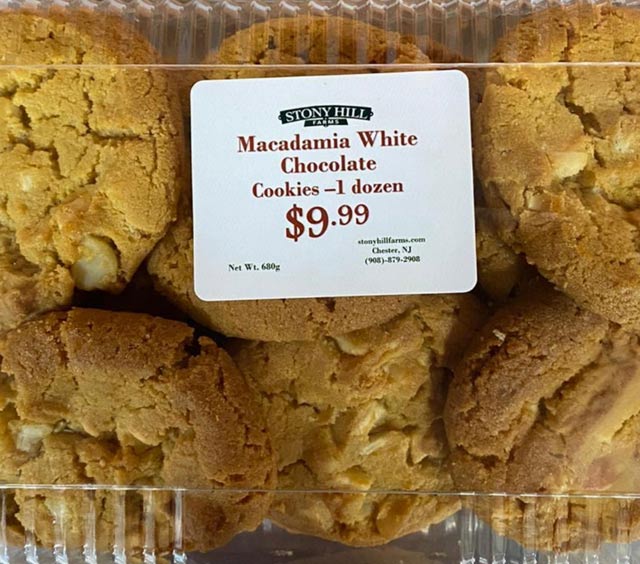 STONY HILL
FARMS
Macadamia White
Chocolate
Cookies –1 dozen
$9.99
stonyhillfarms.com
Chester, NJ
Net Wt. 680g
(908)-879-2908